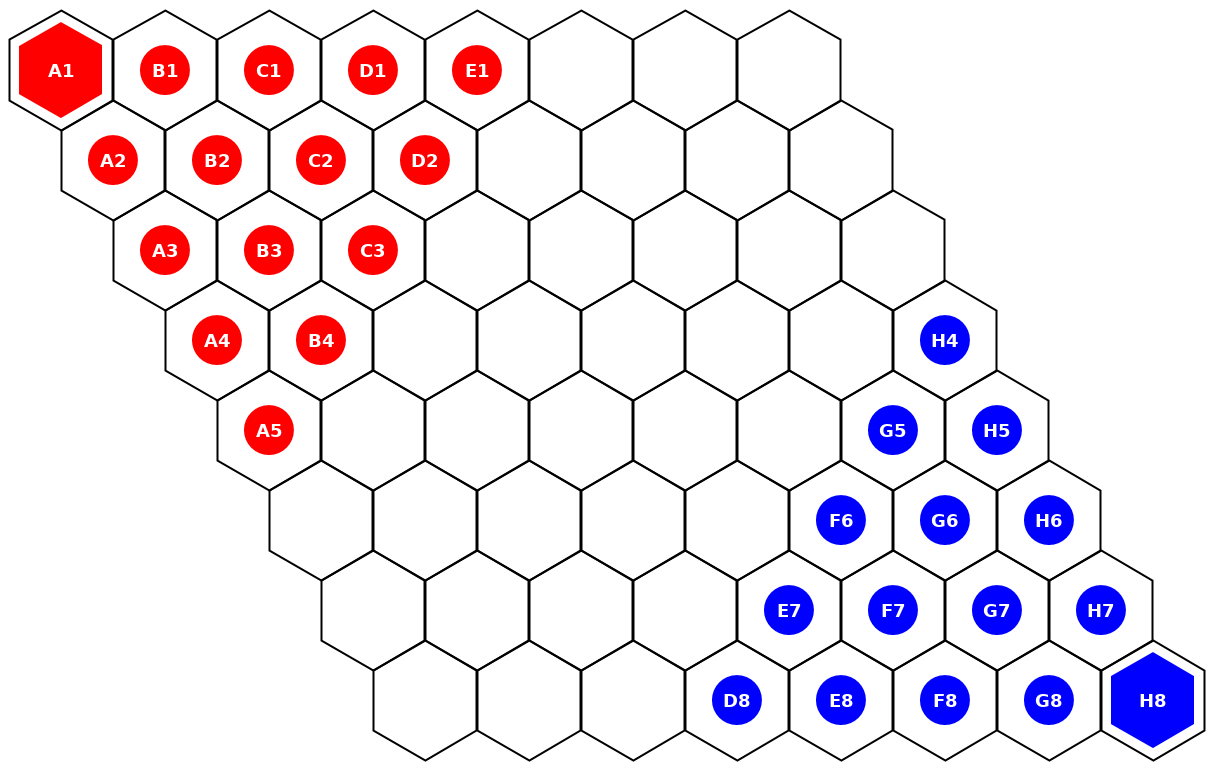 A1 B1 C1 D1 E1
A2 B2 C2 D2
A3 B3 C3
A4 B4 H4
A5 G5 H5
F6 G6 H6
E7 F7 G7 H7
D8 E8 F8 G8 H8